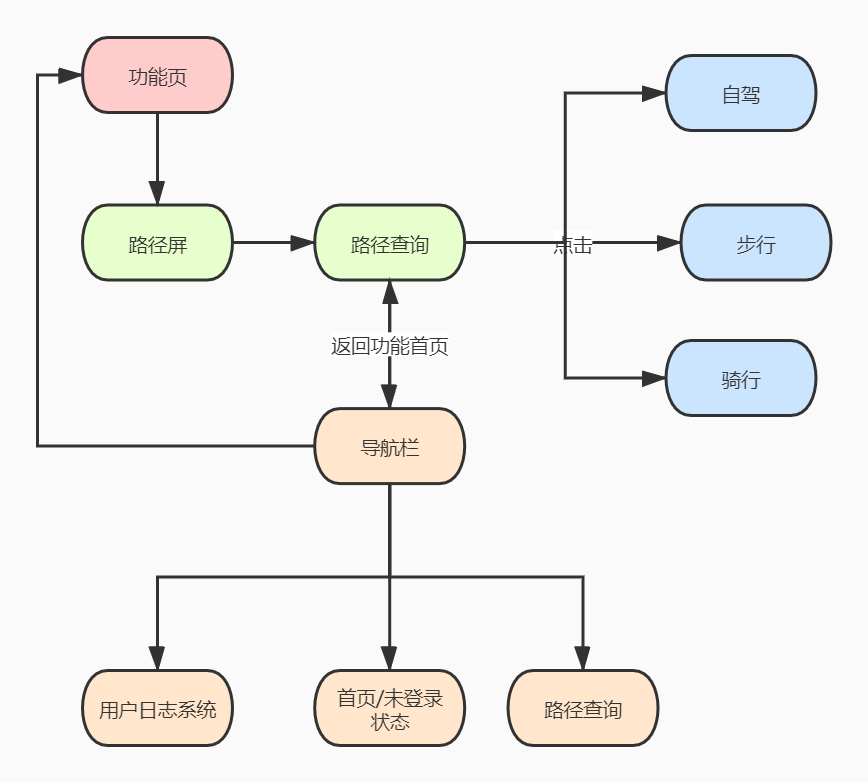 功能页
自驾
路径屏
路径查询
点击
步行
返回功能首页
骑行
导航栏
用户日志系统
首页/未登录
状态
路径查询